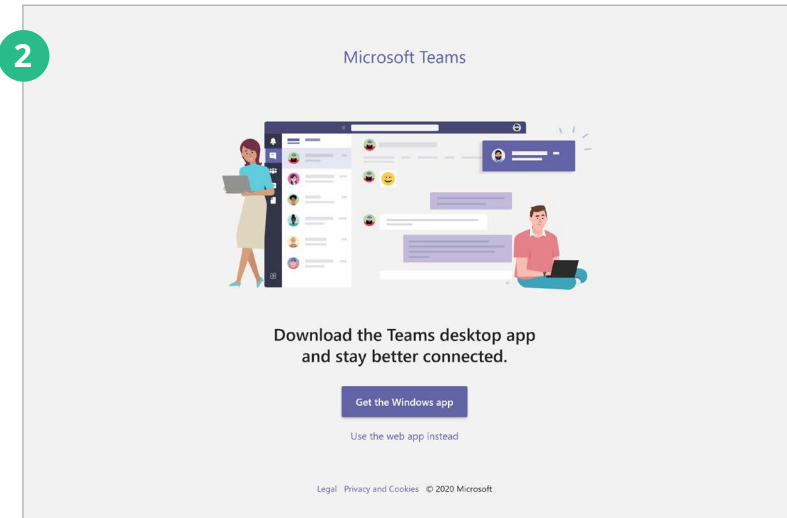 2
Microsoft Teams
Download the Teams desktop app
and stay better connected.
Get the Windows app
Use the web app instead
Legal Privacy and Cookies © 2020 Microsoft